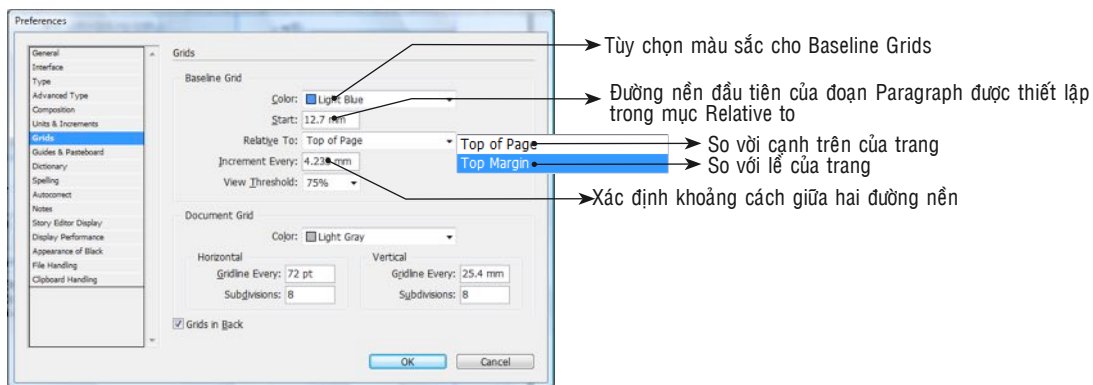 Preferences
General
Interface
Type
Advanced Type
Composition
Units & Increments
Grids
Guides & Pasteboard
Dictionary
Spelling
Autocorrect
Notes
Story Editor Display
Display Performance
Appearance of Black
File Handling
Clipboard Handling
Grids
Baseline Grid
Color: Light Blue
Start: 12.7 mm
Relative To: Top of Page
Increment Every: 4.233 mm
View Threshold: 75%
Top of Page
Top Margin
Document Grid
Color: Light Gray
Horizontal
Gridline Every: 72 pt
Subdivisions: 8
Vertical
Gridline Every: 25.4 mm
Subdivisions: 8
Grids in Back
OK
Cancel
Tùy chọn màu sắc cho Baseline Grids
Đường nền đầu tiên của đoạn Paragraph được thiết lập
trong mục Relative to
So vời cạnh trên của trang
So với lề của trang
Xác định khoảng cách giữa hai đường nền